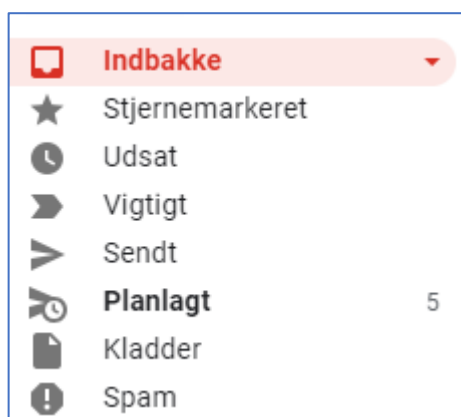 Indbakke
Stjernemarkeret
Udsat
Vigtigt
Sendt
Planlagt 5
Kladder
Spam